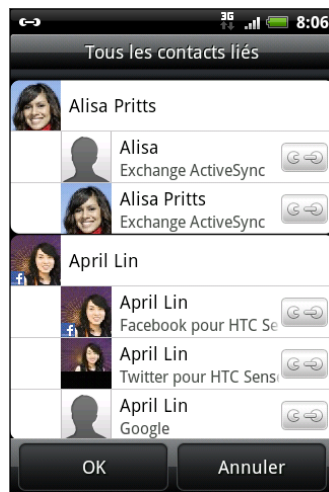 3G 8:06
Tous les contacts liés
Alisa Pritts
Alisa
Exchange ActiveSync
Alisa Pritts
Exchange ActiveSync
April Lin
April Lin
Facebook pour HTC Se
April Lin
Twitter pour HTC Sens
April Lin
Google
OK Annuler